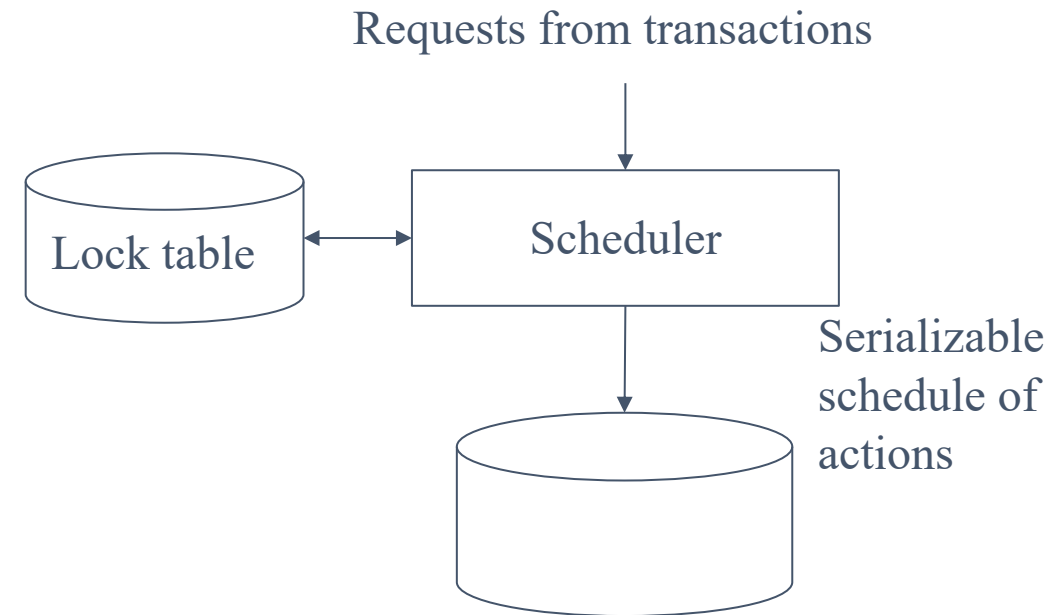 Requests from transactions
Lock table
Scheduler
Serializable
schedule of
actions